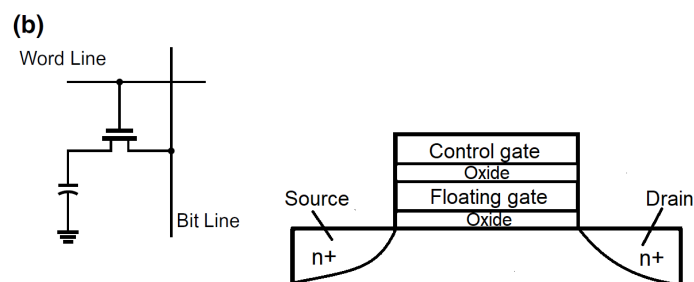 (b)
Word Line
Bit Line
Control gate
Oxide
Floating gate
Oxide
Source
Drain
n+
n+